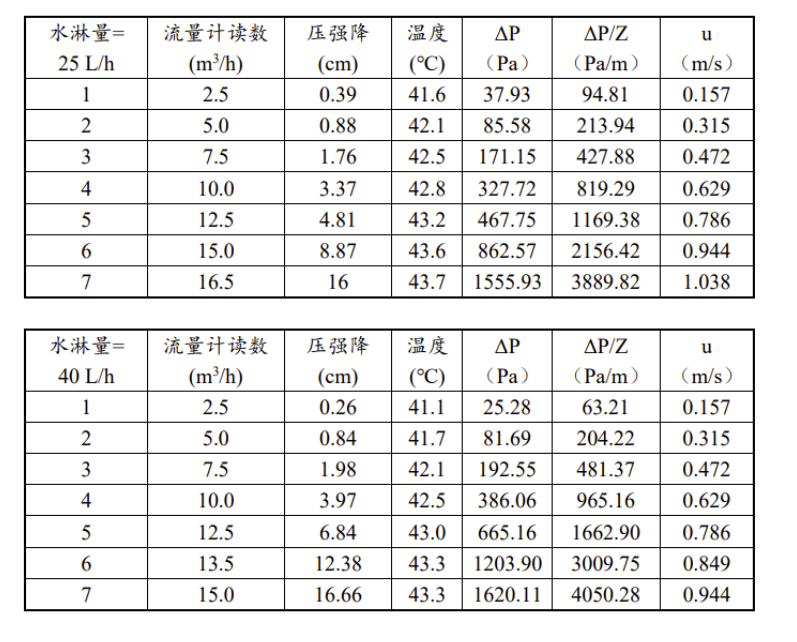 水淋量= 流量计读数 压强降 温度 ΔP ΔP/Z u
25 L/h (m³/h) (cm) (℃) （Pa） （Pa/m） （m/s）
1 2.5 0.39 41.6 37.93 94.81 0.157
2 5.0 0.88 42.1 85.58 213.94 0.315
3 7.5 1.76 42.5 171.15 427.88 0.472
4 10.0 3.37 42.8 327.72 819.29 0.629
5 12.5 4.81 43.2 467.75 1169.38 0.786
6 15.0 8.87 43.6 862.57 2156.42 0.944
7 16.5 16 43.7 1555.93 3889.82 1.038
水淋量= 流量计读数 压强降 温度 ΔP ΔP/Z u
40 L/h (m³/h) (cm) (℃) （Pa） （Pa/m） （m/s）
1 2.5 0.26 41.1 25.28 63.21 0.157
2 5.0 0.84 41.7 81.69 204.22 0.315
3 7.5 1.98 42.1 192.55 481.37 0.472
4 10.0 3.97 42.5 386.06 965.16 0.629
5 12.5 6.84 43.0 665.16 1662.90 0.786
6 13.5 12.38 43.3 1203.90 3009.75 0.849
7 15.0 16.66 43.3 1620.11 4050.28 0.944